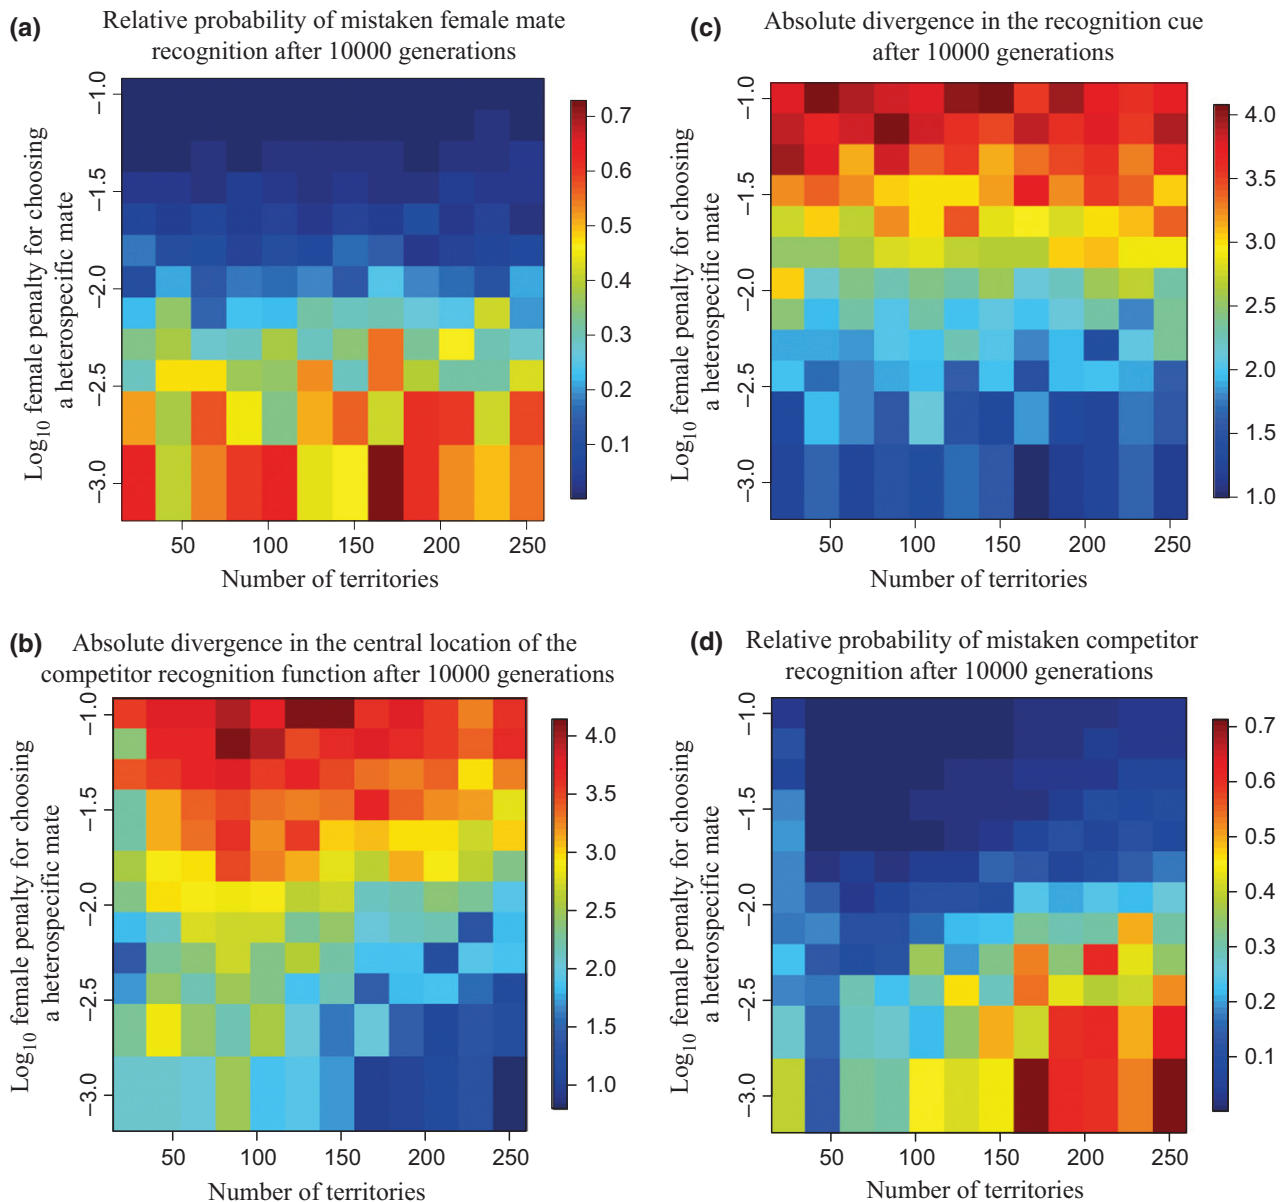 (a)
Relative probability of mistaken female mate
recognition after 10000 generations
Log10 female penalty for choosing
a heterospecific mate
−1.0
−1.5
−2.0
−2.5
−3.0
50 100 150 200 250
Number of territories
0.7
0.6
0.5
0.4
0.3
0.2
0.1
(c)
Absolute divergence in the recognition cue
after 10000 generations
Log10 female penalty for choosing
a heterospecific mate
−1.0
−1.5
−2.0
−2.5
−3.0
50 100 150 200 250
Number of territories
4.0
3.5
3.0
2.5
2.0
1.5
1.0
(b)
Absolute divergence in the central location of the
competitor recognition function after 10000 generations
Log10 female penalty for choosing
a heterospecific mate
−1.0
−1.5
−2.0
−2.5
−3.0
50 100 150 200 250
Number of territories
4.0
3.5
3.0
2.5
2.0
1.5
1.0
(d)
Relative probability of mistaken competitor
recognition after 10000 generations
Log10 female penalty for choosing
a heterospecific mate
−1.0
−1.5
−2.0
−2.5
−3.0
50 100 150 200 250
Number of territories
0.7
0.6
0.5
0.4
0.3
0.2
0.1